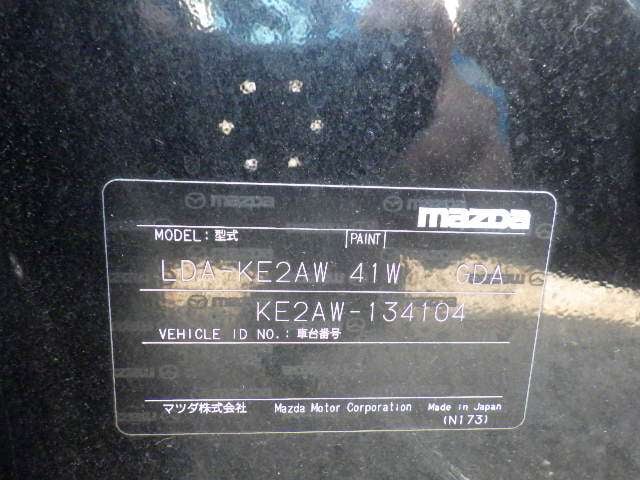 mazda
MODEL: 型式 PAINT
LDA-KE2AW 41W GDA
KE2AW-134104
VEHICLE ID NO.: 車台番号
マツダ株式会社 Mazda Motor Corporation Made in Japan
(N173)